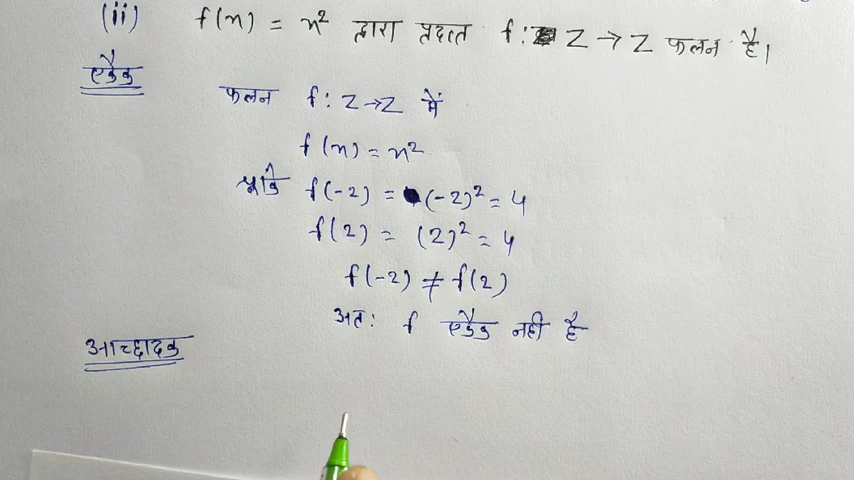 (ii) f(x) = x² द्वारा प्रदत्त f: Z → Z फलन है।
एकैक
फलन f: Z → Z में
f(x) = x²
चूंकि f(-2) = (-2)² = 4
f(2) = (2)² = 4
f(-2) ≠ f(2)
अतः f एकैक नही है
आच्छादक